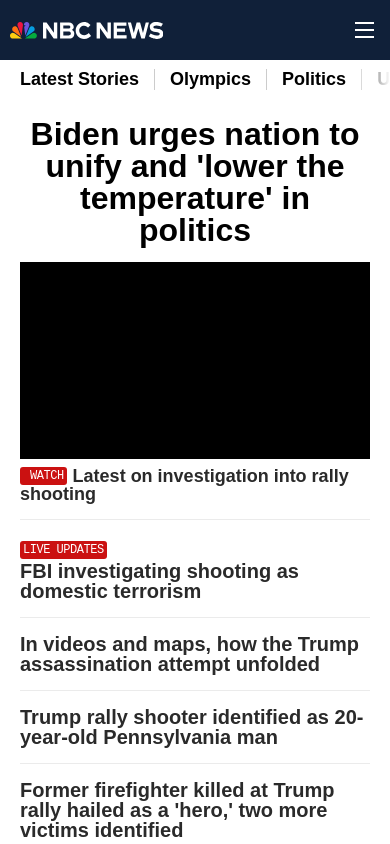 NBC NEWS
Latest Stories Olympics Politics U
Biden urges nation to
unify and 'lower the
temperature' in
politics
WATCH Latest on investigation into rally
shooting
LIVE UPDATES
FBI investigating shooting as
domestic terrorism
In videos and maps, how the Trump
assassination attempt unfolded
Trump rally shooter identified as 20-
year-old Pennsylvania man
Former firefighter killed at Trump
rally hailed as a 'hero,' two more
victims identified